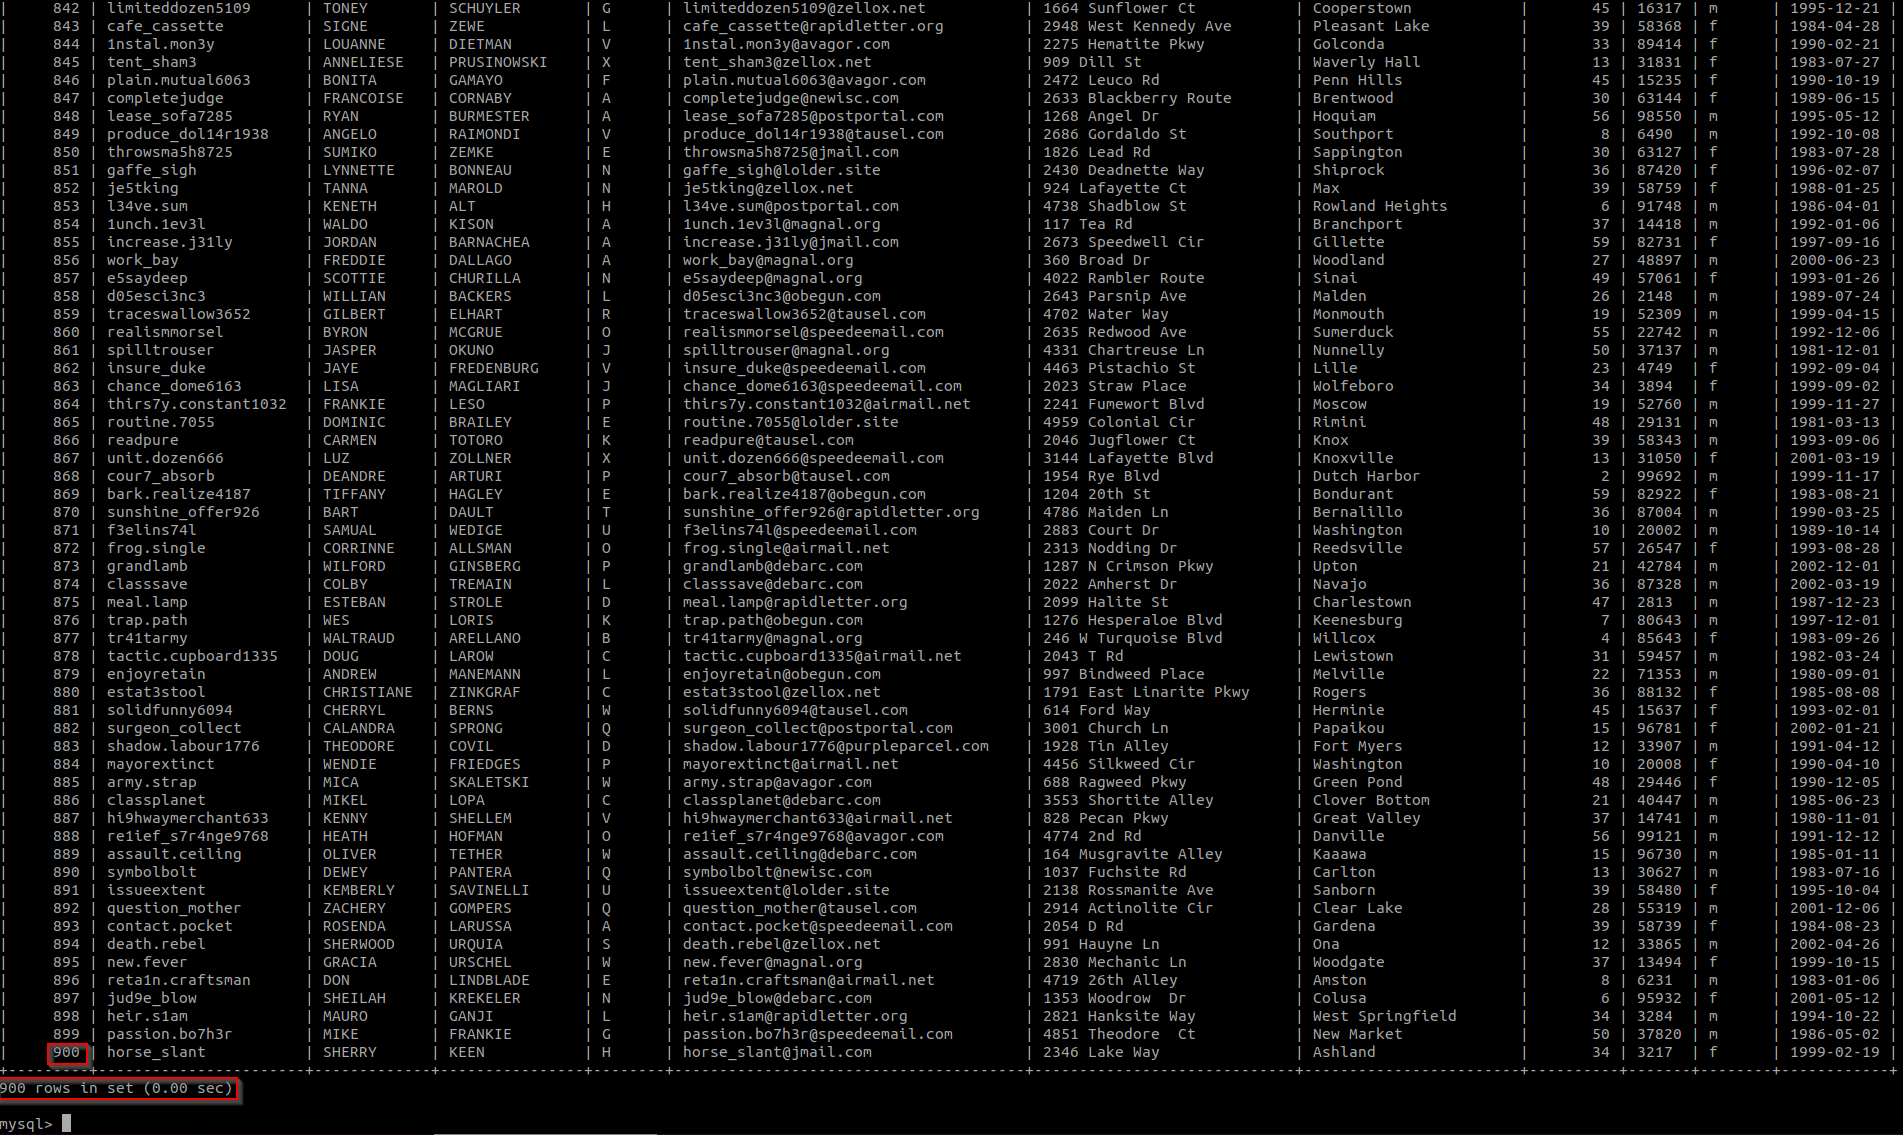 | 842 | limiteddozen5109 | TONEY | SCHUYLER | G | limiteddozen5109@zellox.net | 1664 Sunflower Ct | Cooperstown | 45 | 16317 | m | 1995-12-21 |
| 843 | cafe_cassette | SIGNE | ZEWE | L | cafe_cassette@rapidletter.org | 2948 West Kennedy Ave | Pleasant Lake | 39 | 58368 | f | 1984-04-28 |
| 844 | 1nstal.mon3y | LOUANNE | DIETMAN | V | 1nstal.mon3y@avagor.com | 2275 Hematite Pkwy | Golconda | 33 | 89414 | f | 1990-02-21 |
| 845 | tent_sham3 | ANNELIESE | PRUSINOWSKI | X | tent_sham3@zellox.net | 909 Dill St | Waverly Hall | 13 | 31831 | f | 1983-07-27 |
| 846 | plain.mutual6063 | BONITA | GAMAYO | F | plain.mutual6063@avagor.com | 2472 Leuco Rd | Penn Hills | 45 | 15235 | f | 1990-10-19 |
| 847 | completejudge | FRANCOISE | CORNABY | A | completejudge@newisc.com | 2633 Blackberry Route | Brentwood | 30 | 63144 | f | 1989-06-15 |
| 848 | lease_sofa7285 | RYAN | BURMESTER | A | lease_sofa7285@postportal.com | 1268 Angel Dr | Hoquiam | 56 | 98550 | m | 1995-05-12 |
| 849 | produce_dol14r1938 | ANGELO | RAIMONDI | V | produce_dol14r1938@tausel.com | 2686 Gordaldo St | Southport | 8 | 6490 | m | 1992-10-08 |
| 850 | throwsma5h8725 | SUMIKO | ZEMKE | E | throwsma5h8725@jmail.com | 1826 Lead Rd | Sappington | 30 | 63127 | f | 1983-07-28 |
| 851 | gaffe_sigh | LYNNETTE | BONNEAU | N | gaffe_sigh@lolder.site | 2430 Deadnette Way | Shiprock | 36 | 87420 | f | 1996-02-07 |
| 852 | je5tking | TANNA | MAROLD | N | je5tking@zellox.net | 924 Lafayette Ct | Max | 39 | 58759 | f | 1988-01-25 |
| 853 | l34ve.sum | KENETH | ALT | H | l34ve.sum@postportal.com | 4738 Shadblow St | Rowland Heights | 6 | 91748 | m | 1986-04-01 |
| 854 | 1unch.1ev3l | WALDO | KISON | A | 1unch.1ev3l@magnal.org | 117 Tea Rd | Branchport | 37 | 14418 | m | 1992-01-06 |
| 855 | increase.j31ly | JORDAN | BARNACHEA | A | increase.j31ly@jmail.com | 2673 Speedwell Cir | Gillette | 59 | 82731 | f | 1997-09-16 |
| 856 | work_bay | FREDDIE | DALLAGO | A | work_bay@magnal.org | 360 Broad Dr | Woodland | 27 | 48897 | m | 2000-06-23 |
| 857 | e5saydeep | SCOTTIE | CHURILLA | N | e5saydeep@magnal.org | 4022 Rambler Route | Sinai | 49 | 57061 | f | 1993-01-26 |
| 858 | d05esci3nc3 | WILLIAN | BACKERS | L | d05esci3nc3@obegun.com | 2643 Parsnip Ave | Malden | 26 | 2148 | m | 1989-07-24 |
| 859 | traceswallow3652 | GILBERT | ELHART | R | traceswallow3652@tausel.com | 4702 Water Way | Monmouth | 19 | 52309 | m | 1999-04-15 |
| 860 | realismmorsel | BYRON | MCGRUE | O | realismmorsel@speedeemail.com | 2635 Redwood Ave | Sumerduck | 55 | 22742 | m | 1992-12-06 |
| 861 | spilltrouser | JASPER | OKUNO | J | spilltrouser@magnal.org | 4331 Chartreuse Ln | Nunnelly | 50 | 37137 | m | 1981-12-01 |
| 862 | insure_duke | JAYE | FREDENBURG | V | insure_duke@speedeemail.com | 4463 Pistachio St | Lille | 23 | 4749 | f | 1992-09-04 |
| 863 | chance_dome6163 | LISA | MAGLIARI | J | chance_dome6163@speedeemail.com | 2023 Straw Place | Wolfeboro | 34 | 3894 | f | 1999-09-02 |
| 864 | thirs7y.constant1032 | FRANKIE | LESO | P | thirs7y.constant1032@airmail.net | 2241 Fumewort Blvd | Moscow | 19 | 52760 | m | 1999-11-27 |
| 865 | routine.7055 | DOMINIC | BRAILEY | E | routine.7055@lolder.site | 4959 Colonial Cir | Rimini | 48 | 29131 | m | 1981-03-13 |
| 866 | readpure | CARMEN | TOTORO | K | readpure@tausel.com | 2046 Jugflower Ct | Knox | 39 | 58343 | m | 1993-09-06 |
| 867 | unit.dozen666 | LUZ | ZOLLNER | X | unit.dozen666@speedeemail.com | 3144 Lafayette Blvd | Knoxville | 13 | 31050 | f | 2001-03-19 |
| 868 | cour7_absorb | DEANDRE | ARTURI | P | cour7_absorb@tausel.com | 1954 Rye Blvd | Dutch Harbor | 2 | 99692 | m | 1999-11-17 |
| 869 | bark.realize4187 | TIFFANY | HAGLEY | E | bark.realize4187@obegun.com | 1204 20th St | Bondurant | 59 | 82922 | f | 1983-08-21 |
| 870 | sunshine_offer926 | BART | DAULT | T | sunshine_offer926@rapidletter.org | 4786 Maiden Ln | Bernalillo | 36 | 87004 | m | 1990-03-25 |
| 871 | f3elins74l | SAMUAL | WEDIGE | U | f3elins74l@speedeemail.com | 2883 Court Dr | Washington | 10 | 20002 | m | 1989-10-14 |
| 872 | frog.single | CORRINNE | ALLSMAN | O | frog.single@airmail.net | 2313 Nodding Dr | Reedsville | 57 | 26547 | f | 1993-08-28 |
| 873 | grandlamb | WILFORD | GINSBERG | P | grandlamb@debarc.com | 1287 N Crimson Pkwy | Upton | 21 | 42784 | m | 2002-12-01 |
| 874 | classsave | COLBY | TREMAIN | L | classsave@debarc.com | 2022 Amherst Dr | Navajo | 36 | 87328 | m | 2002-03-19 |
| 875 | meal.lamp | ESTEBAN | STROLE | D | meal.lamp@rapidletter.org | 2099 Halite St | Charlestown | 47 | 2813 | m | 1987-12-23 |
| 876 | trap.path | WES | LORIS | K | trap.path@obegun.com | 1276 Hesperaloe Blvd | Keenesburg | 7 | 80643 | m | 1997-12-01 |
| 877 | tr41tarmy | WALTRAUD | ARELLANO | B | tr41tarmy@magnal.org | 246 W Turquoise Blvd | Willcox | 4 | 85643 | f | 1983-09-26 |
| 878 | tactic.cupboard1335 | DOUG | LAROW | C | tactic.cupboard1335@airmail.net | 2043 T Rd | Lewistown | 31 | 59457 | m | 1982-03-24 |
| 879 | enjoyretain | ANDREW | MANEMANN | L | enjoyretain@obegun.com | 997 Bindweed Place | Melville | 22 | 71353 | m | 1980-09-01 |
| 880 | estat3stool | CHRISTIANE | ZINKGRAF | C | estat3stool@zellox.net | 1791 East Linarite Pkwy | Rogers | 36 | 88132 | f | 1985-08-08 |
| 881 | solidfunny6094 | CHERRYL | BERNS | W | solidfunny6094@tausel.com | 614 Ford Way | Herminie | 45 | 15637 | f | 1993-02-01 |
| 882 | surgeon_collect | CALANDRA | SPRONG | Q | surgeon_collect@postportal.com | 3001 Church Ln | Papaikou | 15 | 96781 | f | 2002-01-21 |
| 883 | shadow.labour1776 | THEODORE | COVIL | D | shadow.labour1776@purpleparcel.com | 1928 Tin Alley | Fort Myers | 12 | 33907 | m | 1991-04-12 |
| 884 | mayorextinct | WENDIE | FRIEDGES | P | mayorextinct@airmail.net | 4456 Silkweed Cir | Washington | 10 | 20008 | f | 1990-04-10 |
| 885 | army.strap | MICA | SKALETSKI | W | army.strap@avagor.com | 688 Ragweed Pkwy | Green Pond | 48 | 29446 | f | 1990-12-05 |
| 886 | classplanet | MIKEL | LOPA | C | classplanet@debarc.com | 3553 Shortite Alley | Clover Bottom | 21 | 40447 | m | 1985-06-23 |
| 887 | hi9hwaymerchant633 | KENNY | SHELLEM | V | hi9hwaymerchant633@airmail.net | 828 Pecan Pkwy | Great Valley | 37 | 14741 | m | 1980-11-01 |
| 888 | re1ief_s7r4nge9768 | HEATH | HOFMAN | O | re1ief_s7r4nge9768@avagor.com | 4774 2nd Rd | Danville | 56 | 99121 | m | 1991-12-12 |
| 889 | assault.ceiling | OLIVER | TETHER | W | assault.ceiling@debarc.com | 164 Musgravite Alley | Kaaawa | 15 | 96730 | m | 1985-01-11 |
| 890 | symbolbolt | DEWEY | PANTERA | Q | symbolbolt@newisc.com | 1037 Fuchsite Rd | Carlton | 13 | 30627 | m | 1983-07-16 |
| 891 | issueextent | KEMBERLY | SAVINELLI | U | issueextent@lolder.site | 2138 Rossmanite Ave | Sanborn | 39 | 58480 | f | 1995-10-04 |
| 892 | question_mother | ZACHERY | GOMPERS | Q | question_mother@tausel.com | 2914 Actinolite Cir | Clear Lake | 28 | 55319 | m | 2001-12-06 |
| 893 | contact.pocket | ROSENDA | LARUSSA | A | contact.pocket@speedeemail.com | 2054 D Rd | Gardena | 39 | 58739 | f | 1984-08-23 |
| 894 | death.rebel | SHERWOOD | URQUIA | S | death.rebel@zellox.net | 991 Hauyne Ln | Ona | 12 | 33865 | m | 2002-04-26 |
| 895 | new.fever | GRACIA | URSCHEL | W | new.fever@magnal.org | 2830 Mechanic Ln | Woodgate | 37 | 13494 | f | 1999-10-15 |
| 896 | reta1n.craftsman | DON | LINDBLADE | E | reta1n.craftsman@airmail.net | 4719 26th Alley | Amston | 8 | 6231 | m | 1983-01-06 |
| 897 | jud9e_blow | SHEILAH | KREKELER | N | jud9e_blow@debarc.com | 1353 Woodrow  Dr | Colusa | 6 | 95932 | f | 2001-05-12 |
| 898 | heir.s1am | MAURO | GANJI | L | heir.s1am@rapidletter.org | 2821 Hanksite Way | West Springfield | 34 | 3284 | m | 1994-10-22 |
| 899 | passion.bo7h3r | MIKE | FRANKIE | G | passion.bo7h3r@speedeemail.com | 4851 Theodore  Ct | New Market | 50 | 37820 | m | 1986-05-02 |
| 900 | horse_slant | SHERRY | KEEN | H | horse_slant@jmail.com | 2346 Lake Way | Ashland | 34 | 3217 | f | 1999-02-19 |
900 rows in set (0.00 sec)
mysql>